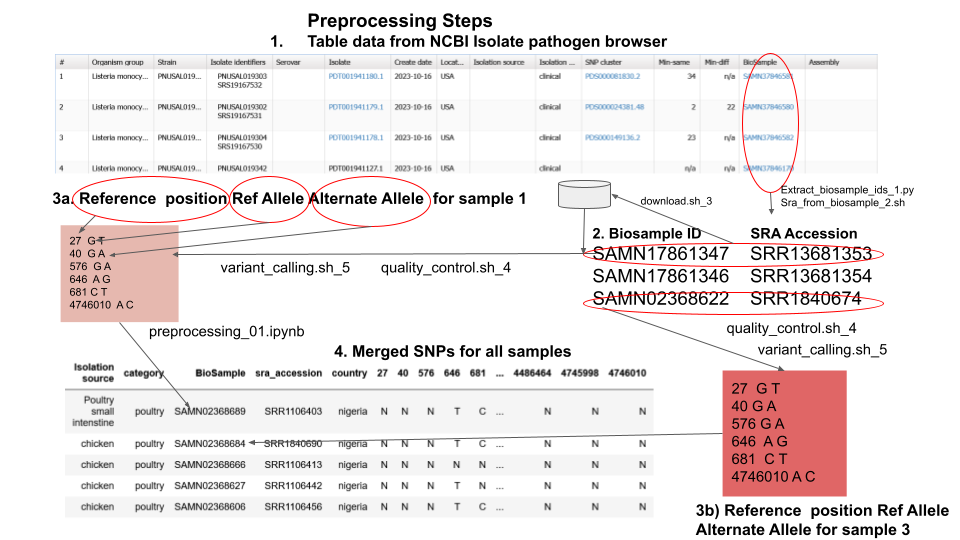 Preprocessing Steps
1. Table data from NCBI Isolate pathogen browser
# Organism group Strain Isolate identifiers Serovar Isolate Create date Locat... Isolation source Isolation ... SNP cluster Min-same Min-diff BioSample Assembly
1 Listeria monocy... PNUSAL019... PNUSAL019303 PDT001941180.1 2023-10-16 USA clinical PDS000081830.2 34 n/a SAMN37846581
SRS19167532
2 Listeria monocy... PNUSAL019... PNUSAL019302 PDT001941179.1 2023-10-16 USA clinical PDS000024381.48 2 22 SAMN37846580
SRS19167531
3 Listeria monocy... PNUSAL019... PNUSAL019304 PDT001941178.1 2023-10-16 USA clinical PDS000149136.2 23 n/a SAMN37846582
SRS19167530
4 Listeria monocy... PNUSAL019... PNUSAL019342 PDT001941127.1 2023-10-16 USA clinical n/a n/a
3a. Reference position Ref Allele Alternate Allele for sample 1
27 G T
40 G A
576 G A
646 A G
681 C T
4746010 A C
Extract_biosample_ids_1.py
Sra_from_biosample_2.sh
download.sh_3
2. Biosample ID SRA Accession
SAMN17861347 SRR13681353
SAMN17861346 SRR13681354
SAMN02368622 SRR1840674
variant_calling.sh_5 quality_control.sh_4
quality_control.sh_4
variant_calling.sh_5
preprocessing_01.ipynb
4. Merged SNPs for all samples
Isolation
source category BioSample sra_accession country 27 40 576 646 681 ... 4486464 4745998 4746010
Poultry
small
intenstine poultry SAMN02368689 SRR1106403 nigeria N N N T C ... N N N
chicken poultry SAMN02368684 SRR1840690 nigeria N N N T C ... N N N
chicken poultry SAMN02368666 SRR1106413 nigeria N N N N N ... N N N
chicken poultry SAMN02368627 SRR1106442 nigeria N N N T C ... N N N
chicken poultry SAMN02368606 SRR1106456 nigeria N N N T C ... N N N
27 G T
40 G A
576 G A
646 A G
681 C T
4746010 A C
3b) Reference position Ref Allele
Alternate Allele for sample 3